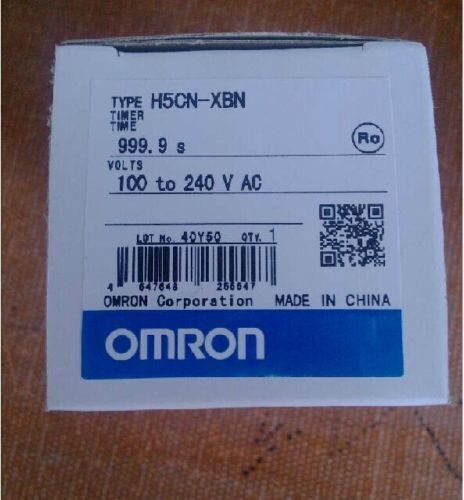 TYPE H5CN-XBN
TIMER
TIME
999.9 s
Ro
VOLTS
100 to 240 V AC
LOT No. 40Y50 QTY. 1
4 547648 256647
OMRON Corporation MADE IN CHINA
OMRON